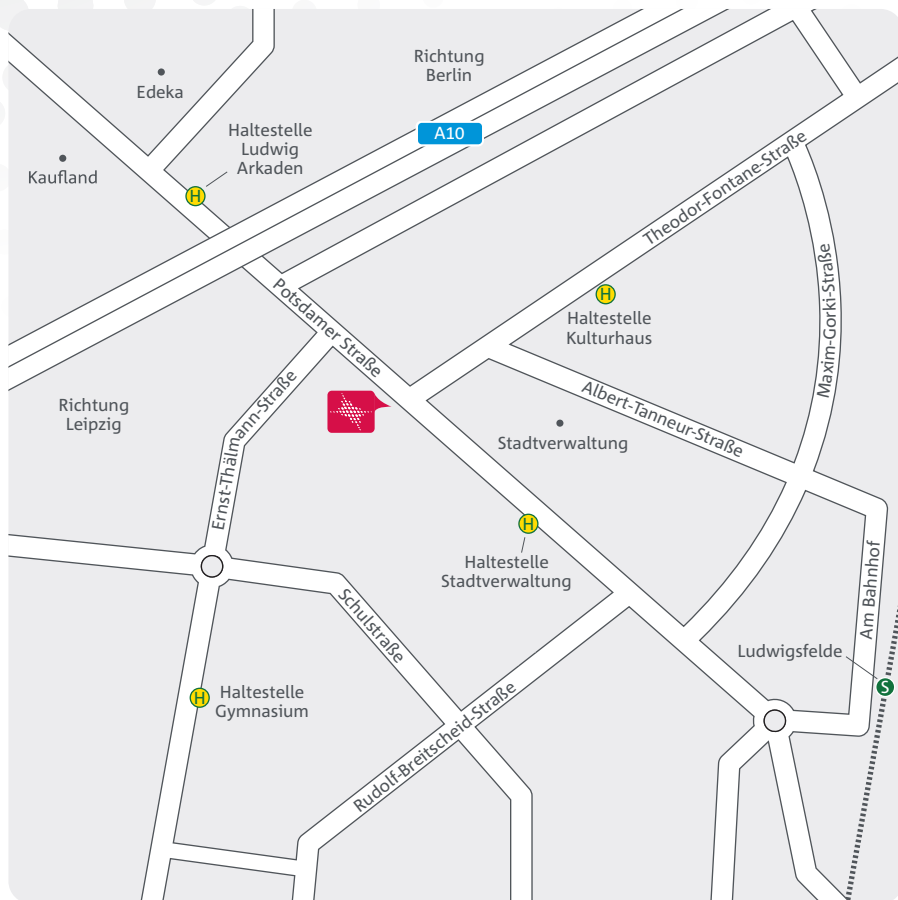 Richtung
Berlin
Edeka
A10
Haltestelle
Ludwig
Arkaden
Kaufland
H
Theodor-Fontane-Straße
Maxim-Gorki-Straße
Potsdamer Straße
H
Haltestelle
Kulturhaus
Richtung
Leipzig
Ernst-Thälmann-Straße
Albert-Tanneur-Straße
Stadtverwaltung
H
Haltestelle
Stadtverwaltung
Am Bahnhof
Schulstraße
Ludwigsfelde
S
H
Haltestelle
Gymnasium
Rudolf-Breitscheid-Straße